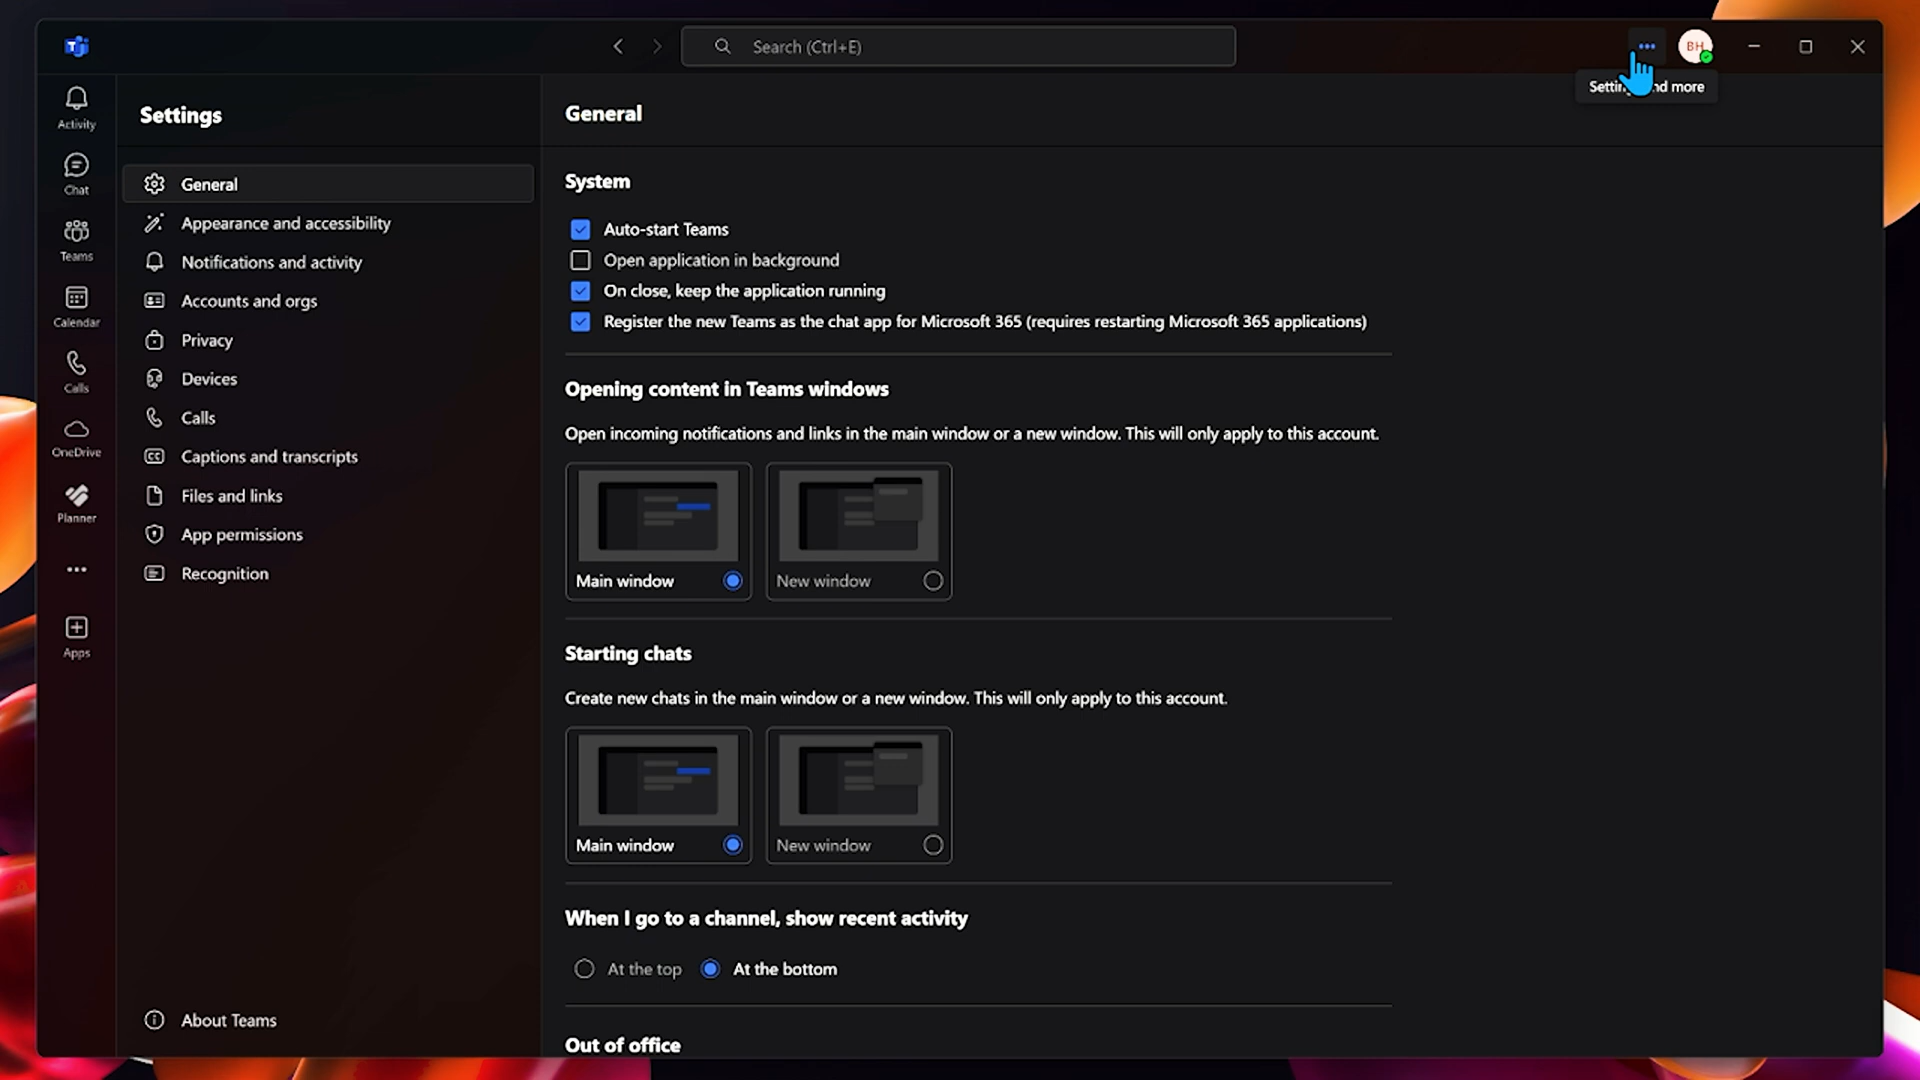 Search (Ctrl+E)
BH
Settin nd more
Activity
Chat
Teams
Calendar
Calls
OneDrive
Planner
Apps
Settings
General
Appearance and accessibility
Notifications and activity
Accounts and orgs
Privacy
Devices
Calls
Captions and transcripts
Files and links
App permissions
Recognition
About Teams
General
System
Auto-start Teams
Open application in background
On close, keep the application running
Register the new Teams as the chat app for Microsoft 365 (requires restarting Microsoft 365 applications)
Opening content in Teams windows
Open incoming notifications and links in the main window or a new window. This will only apply to this account.
Main window
New window
Starting chats
Create new chats in the main window or a new window. This will only apply to this account.
Main window
New window
When I go to a channel, show recent activity
At the top
At the bottom
Out of office